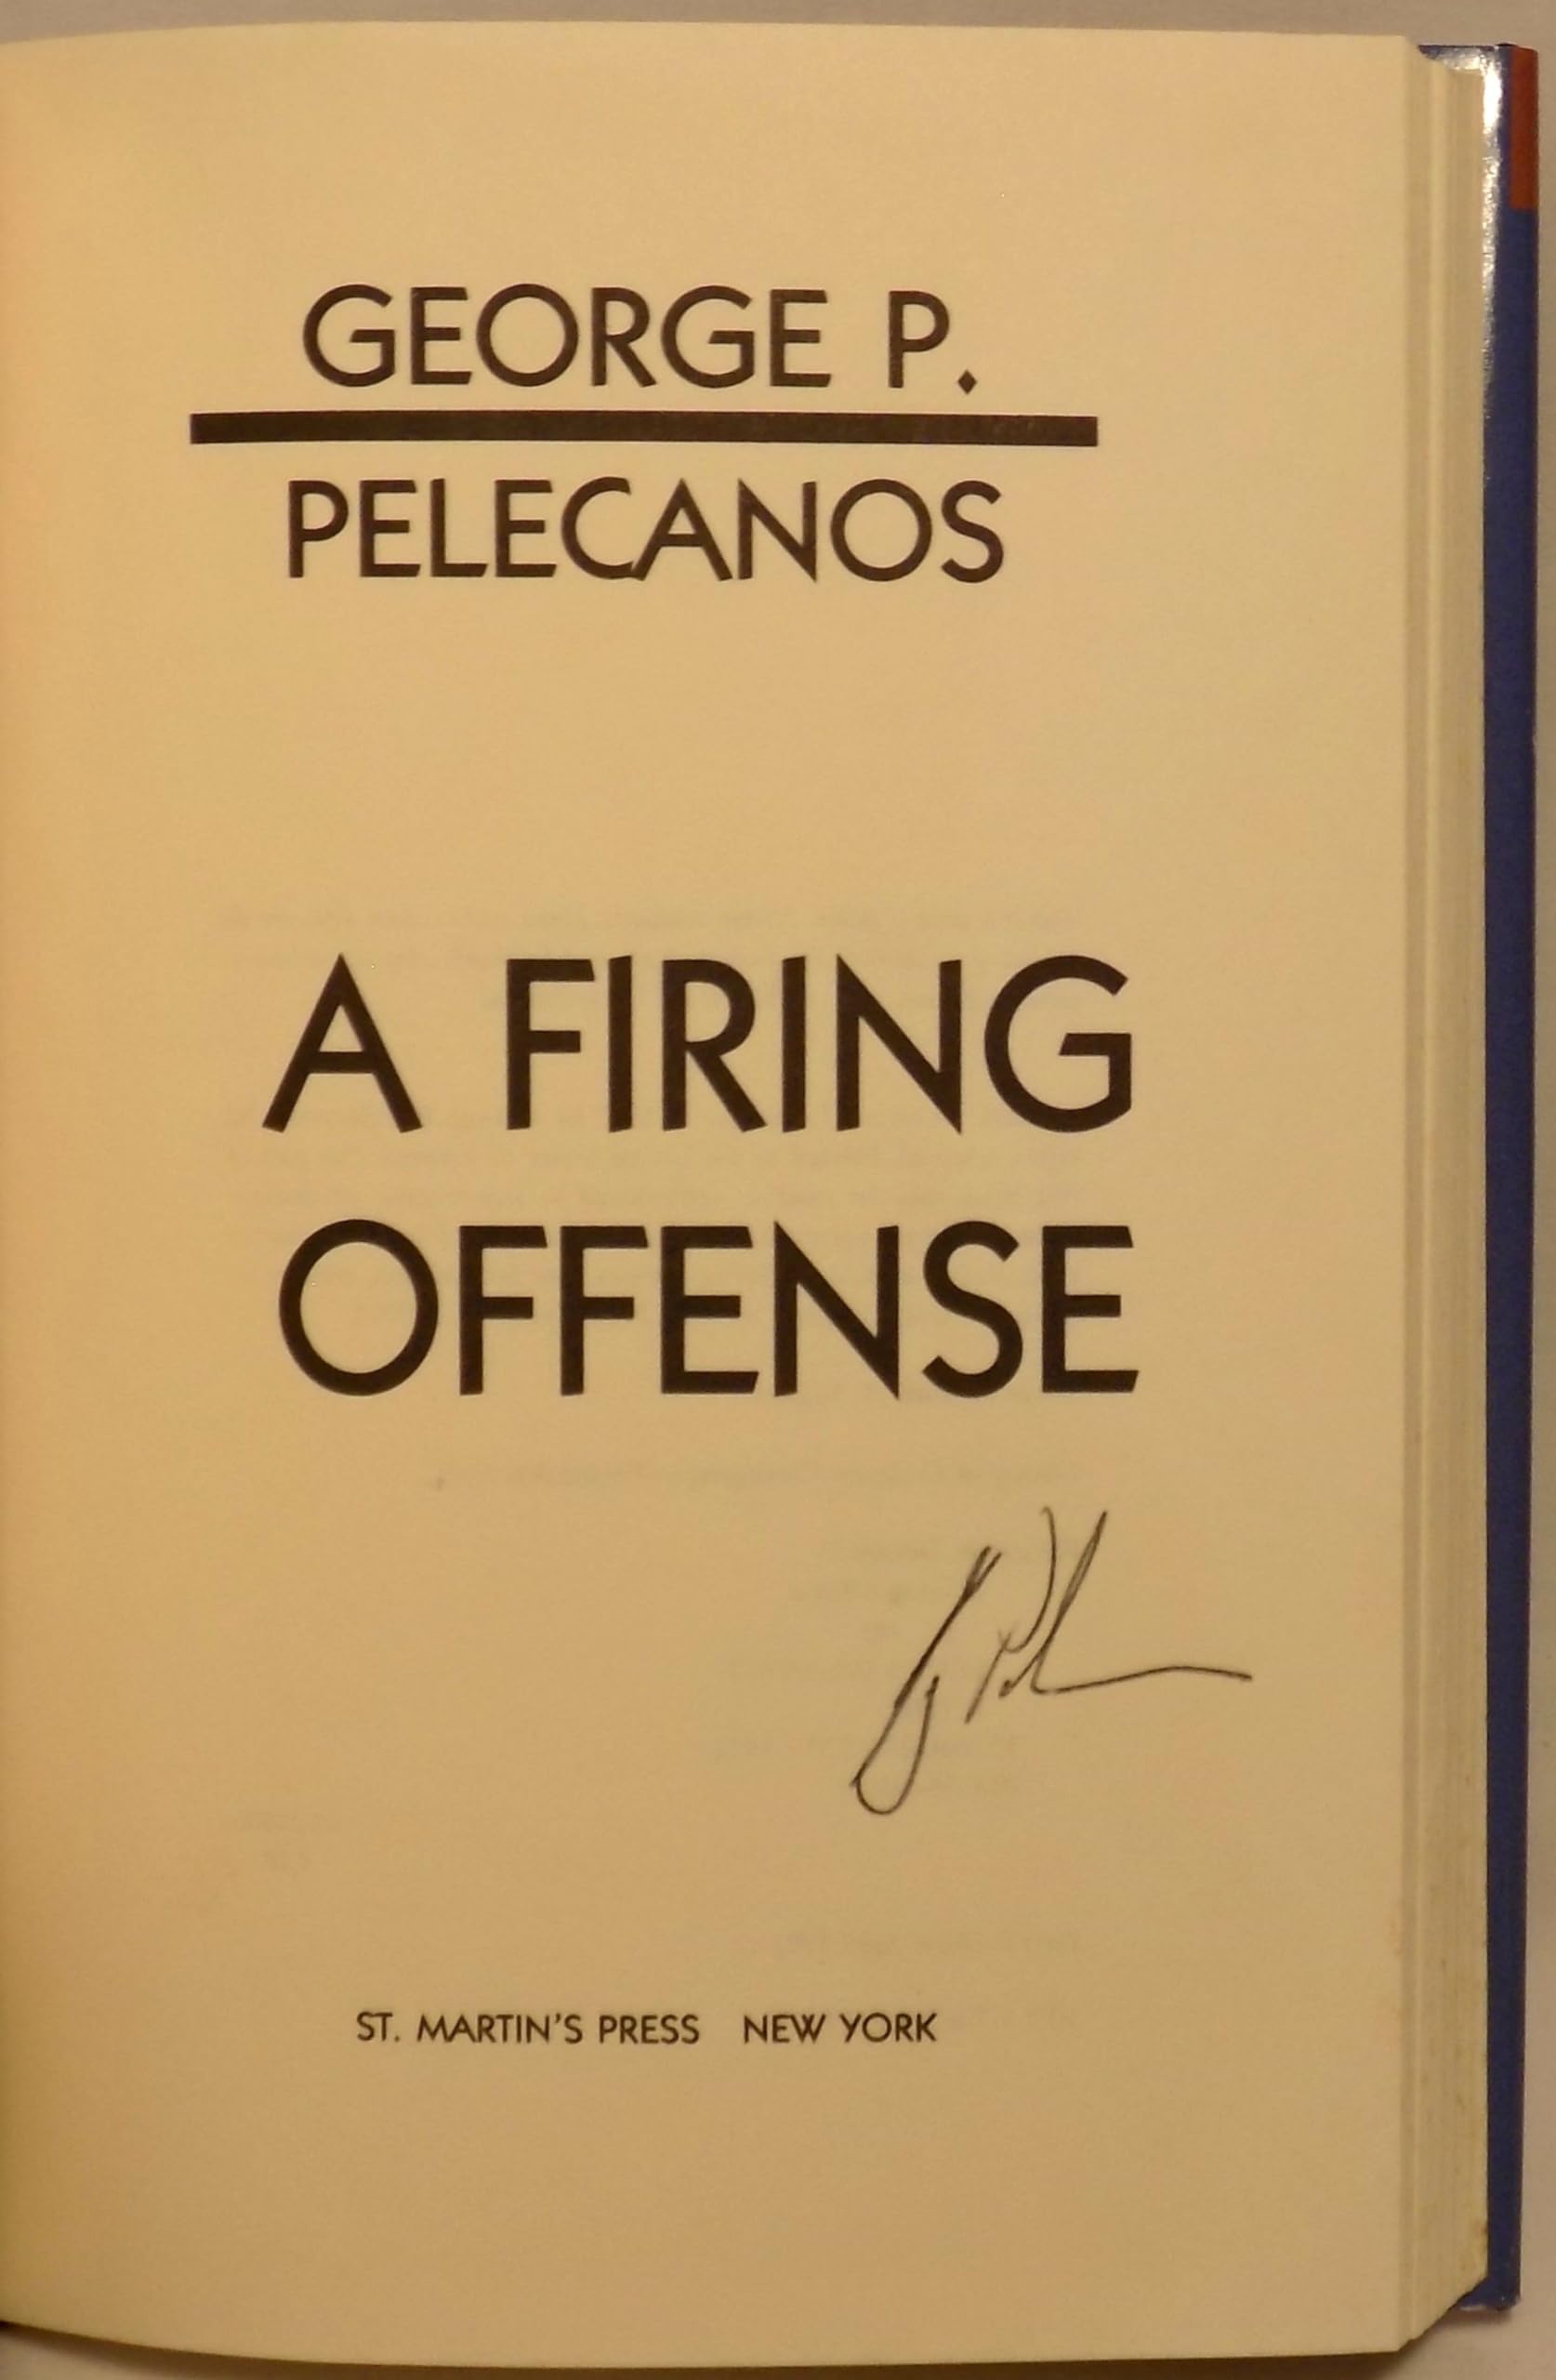 GEORGE P.
PELECANOS
A FIRING
OFFENSE
ST. MARTIN'S PRESS NEW YORK